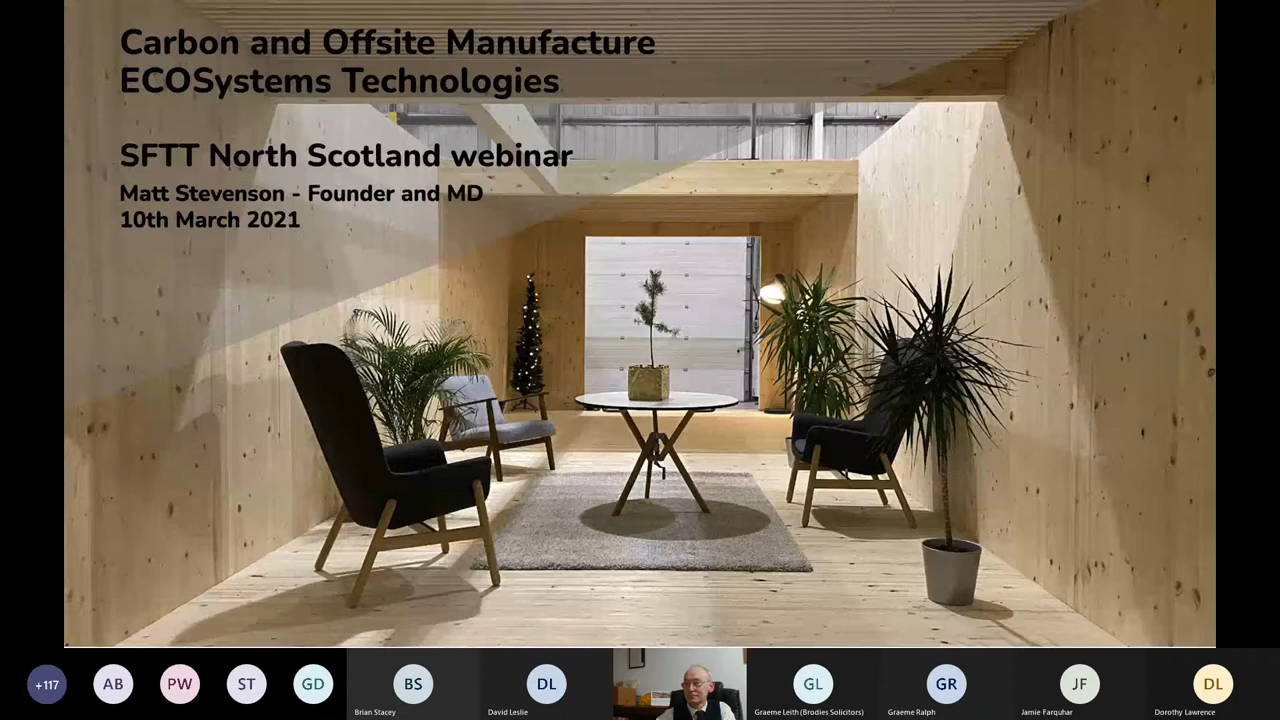 Carbon and Offsite Manufacture
ECOSystems Technologies
SFTT North Scotland webinar
Matt Stevenson - Founder and MD
10th March 2021
+117
AB
PW
ST
GD
BS
DL
GL
GR
JF
DL
Brian Stacey
David Leslie
Graeme Leith (Brodies Solicitors)
Graeme Ralph
Jamie Farquhar
Dorothy Lawrence